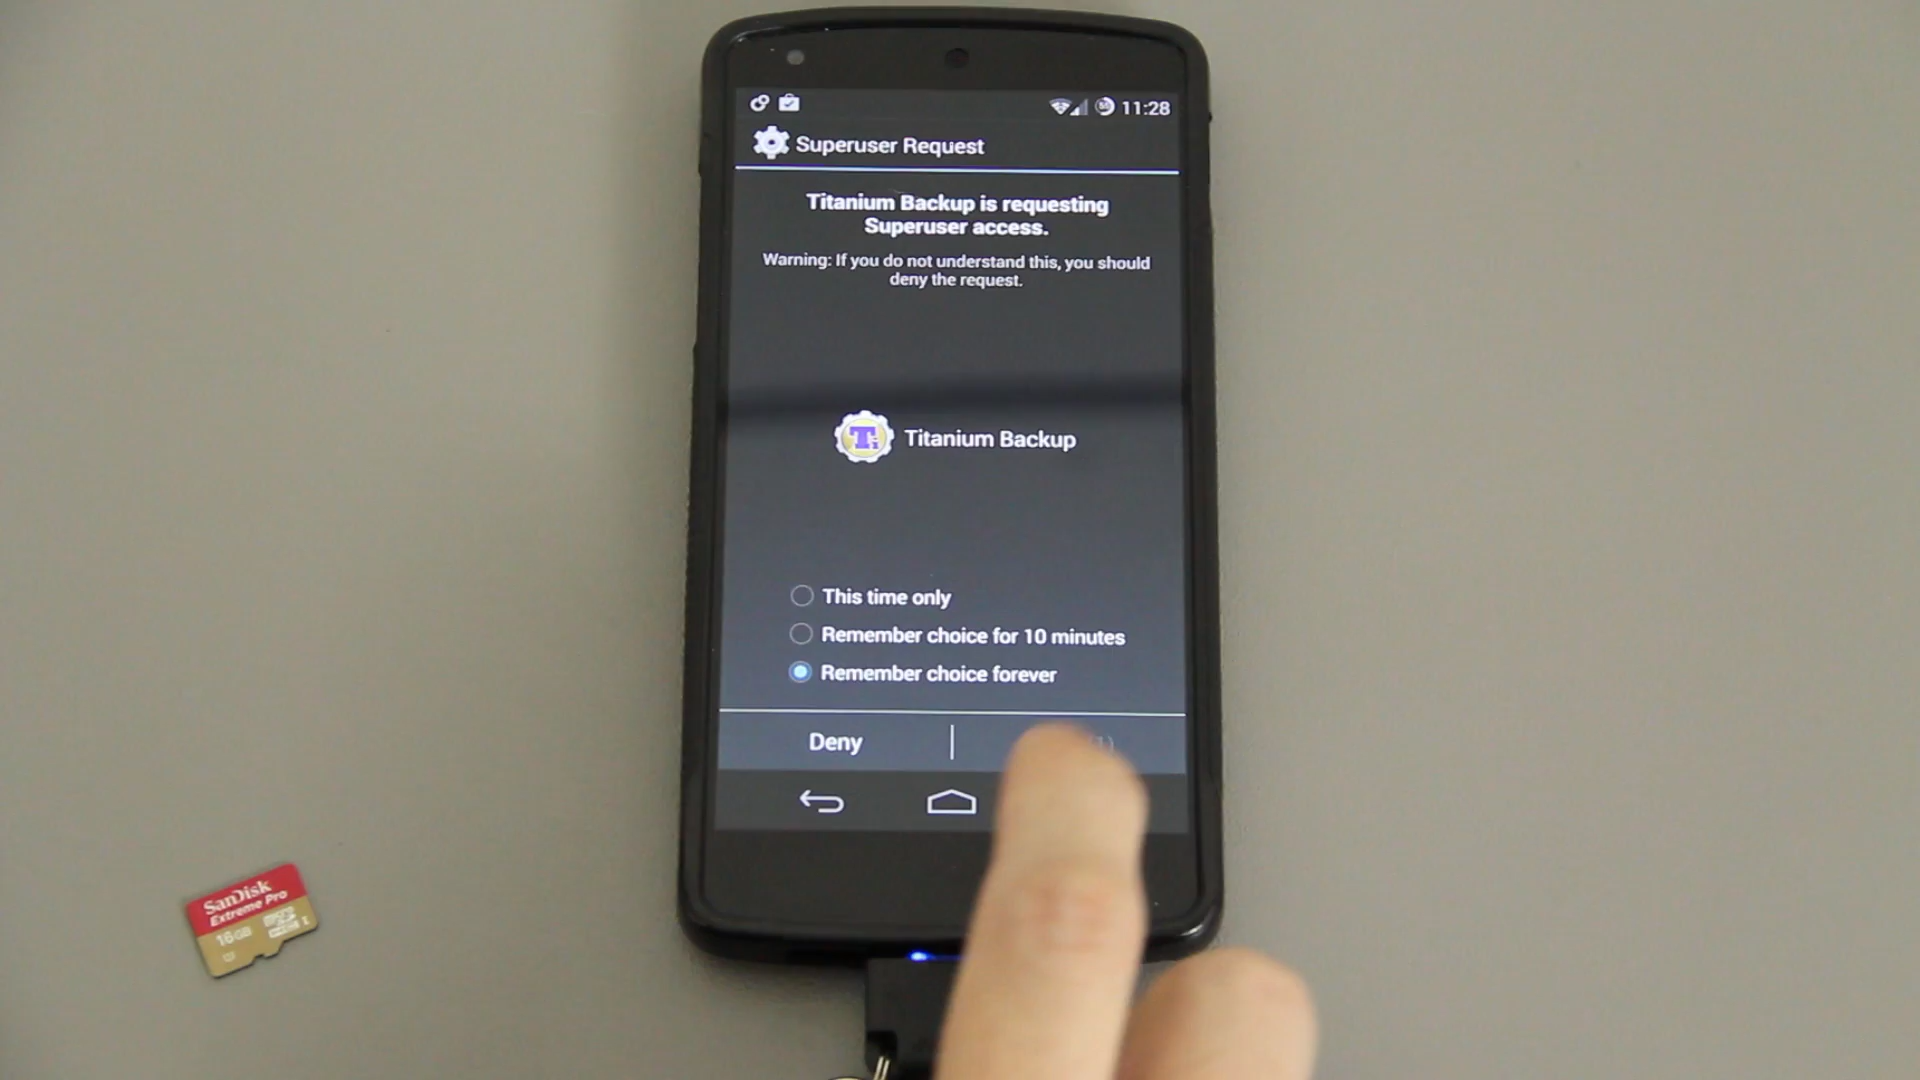 11:28
Superuser Request
Titanium Backup is requesting
Superuser access.
Warning: If you do not understand this, you should
deny the request.
Titanium Backup
This time only
Remember choice for 10 minutes
Remember choice forever
Deny
SanDisk
Extreme Pro
16GB